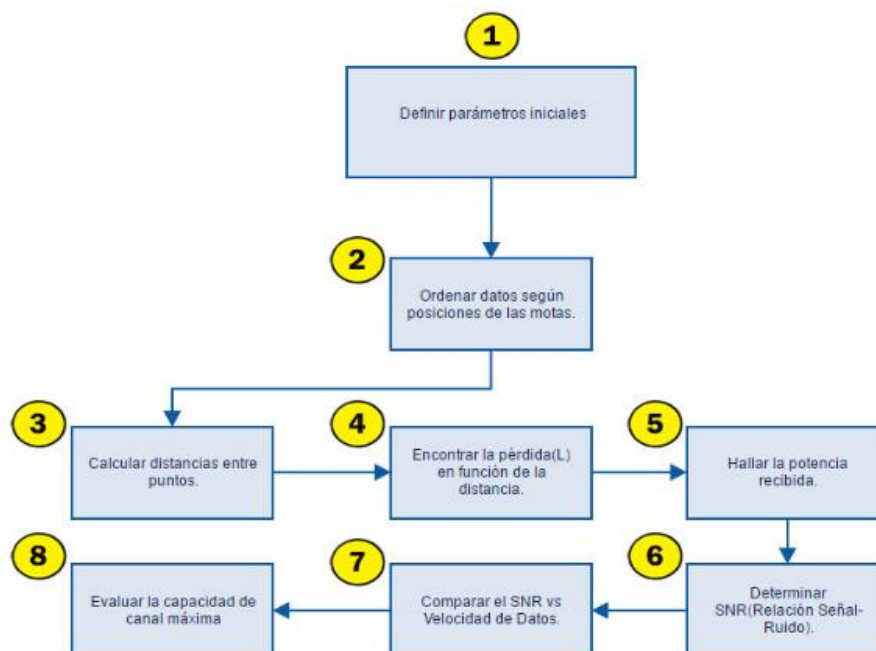 1
Definir parámetros iniciales
2
Ordenar datos según
posiciones de las motas.
3
Calcular distancias entre
puntos.
4
Encontrar la pérdida(L)
en función de la
distancia.
5
Hallar la potencia
recibida.
6
Determinar
SNR(Relación Señal-
Ruido).
7
Comparar el SNR vs
Velocidad de Datos.
8
Evaluar la capacidad de
canal máxima